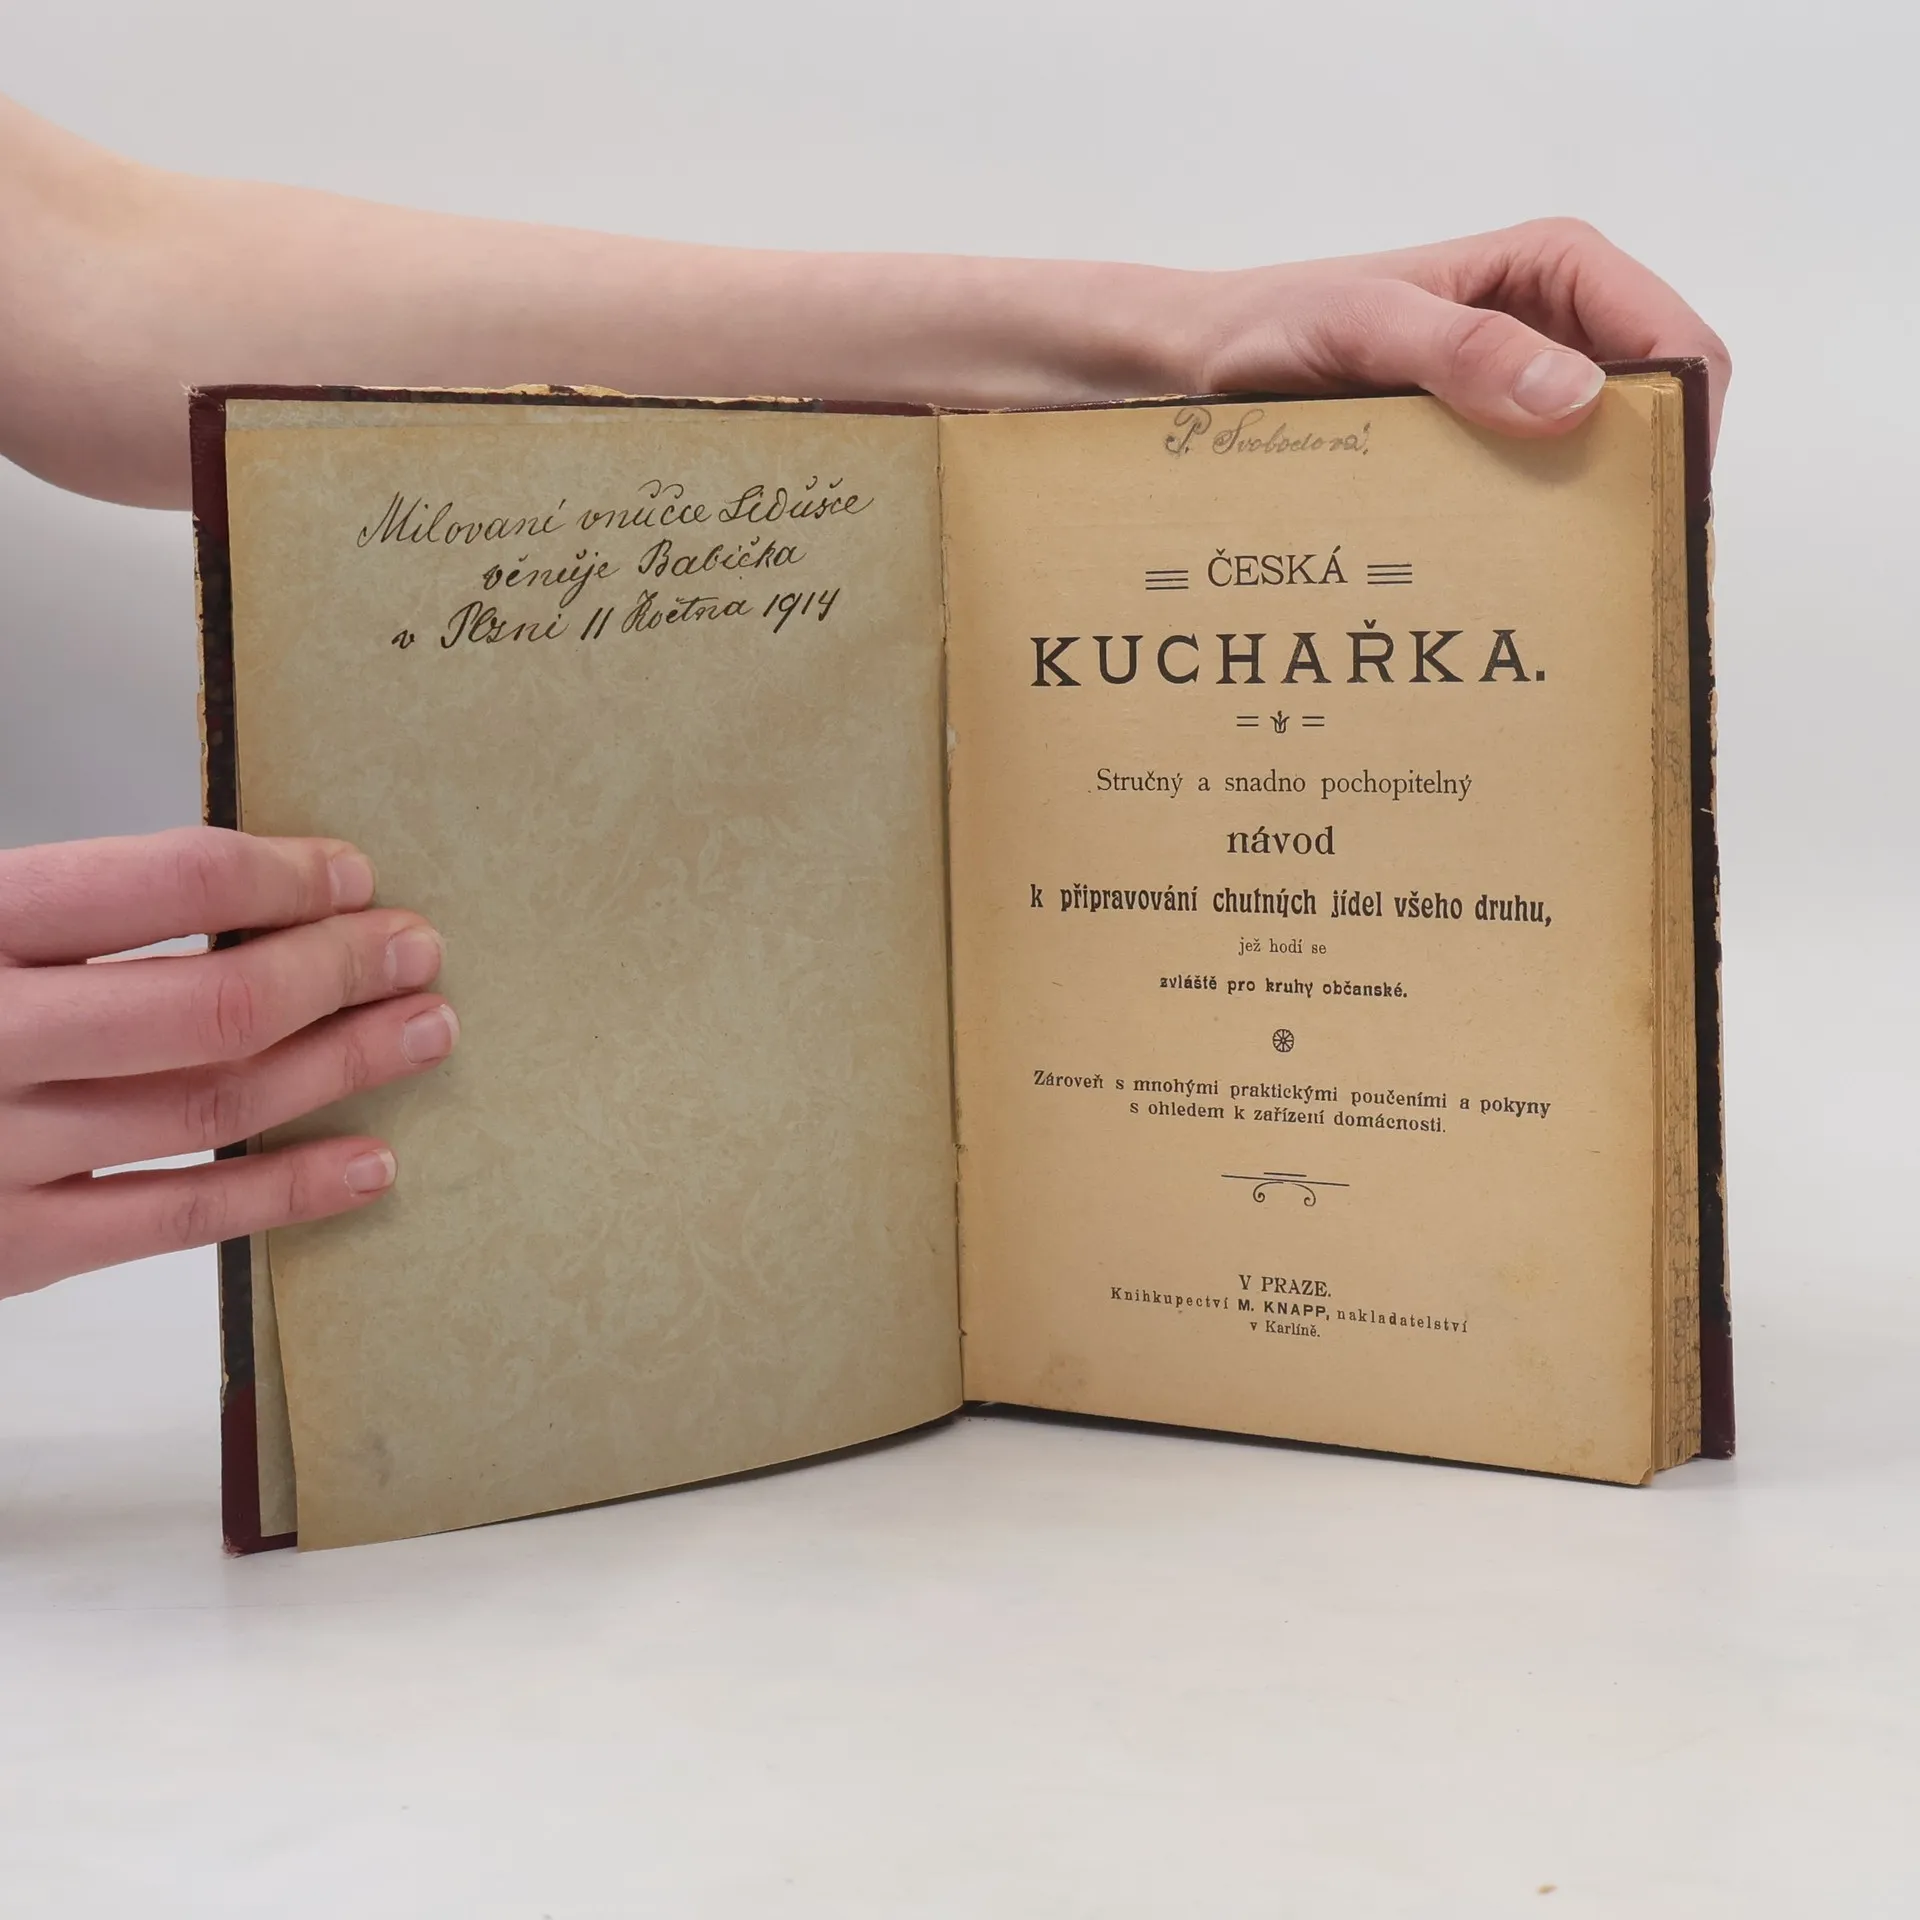 Milovaní vnučce Lidušce
věnuje Babička
v Plzni 11 Května 1914
P. Svobodová.
ČESKÁ
KUCHAŘKA.
Stručný a snadno pochopitelný
návod
k připravování chutných jídel všeho druhu,
jež hodí se
zvláště pro kruhy občanské.
Zároveň s mnohými praktickými poučeními a pokyny
s ohledem k zařízení domácnosti.
V PRAZE.
Knihkupectví M. KNAPP, nakladatelství
v Karlíně.